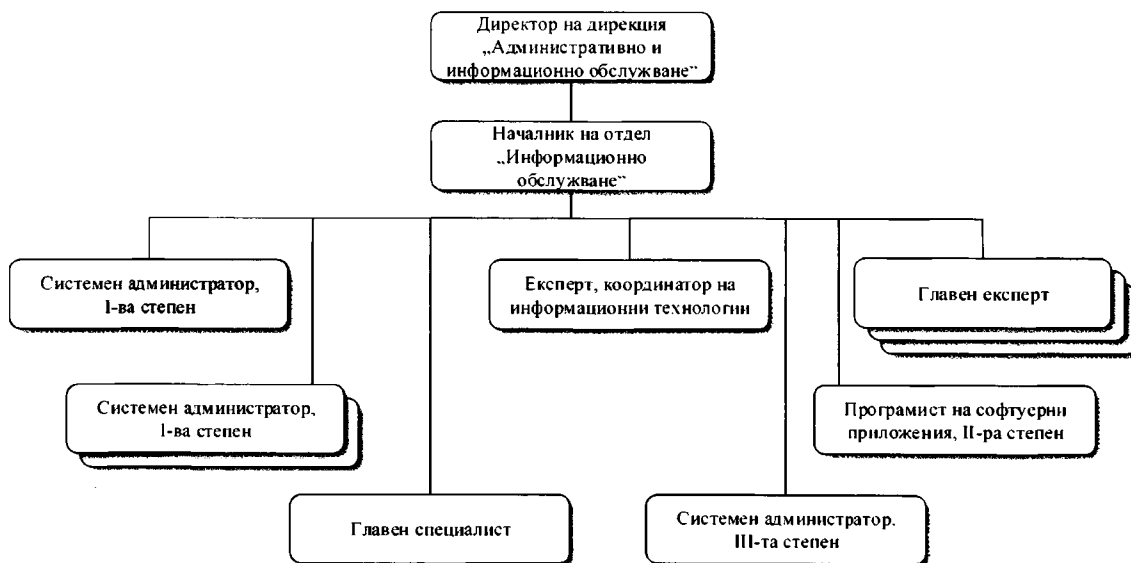 Директор на дирекция
„Административно и
информационно обслужване“
Началник на отдел
„Информационно
обслужване“
Системен администратор,
I-ва степен
Експерт, координатор на
информационни технологии
Главен експерт
Системен администратор,
I-ва степен
Програмист на софтуерни
приложения, II-ра степен
Главен специалист
Системен администратор,
III-та степен